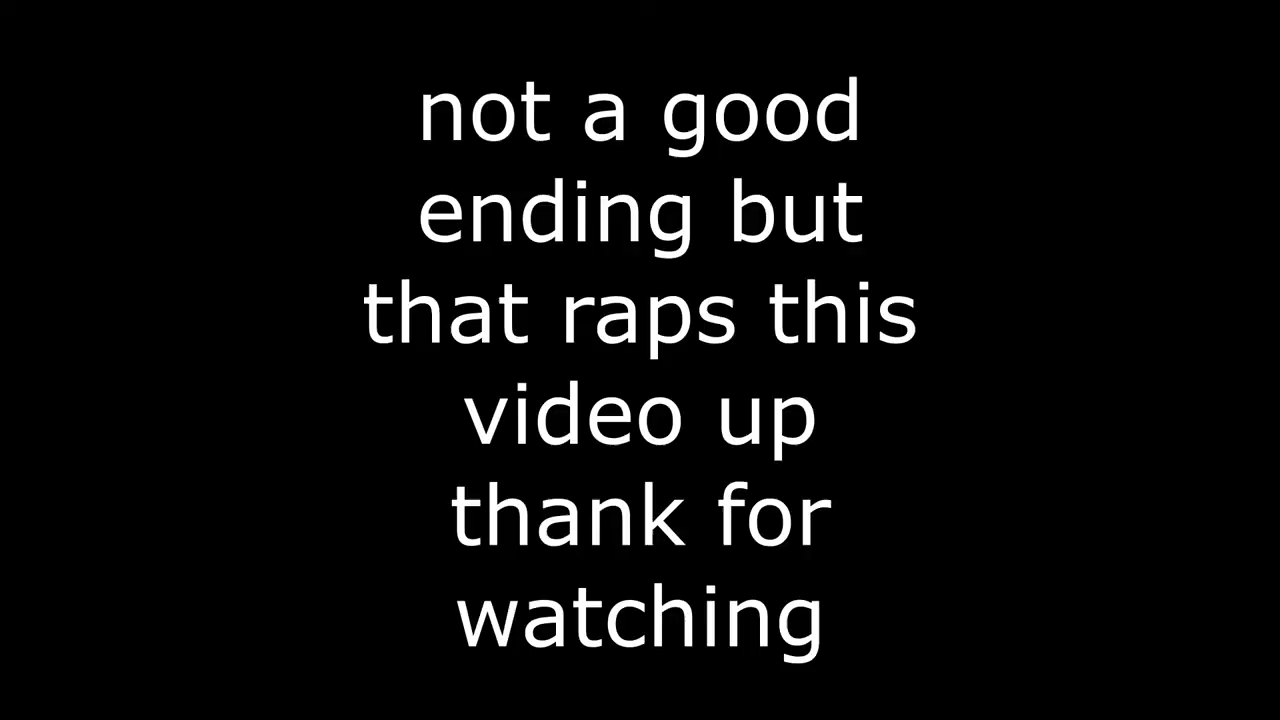 not a good
ending but
that raps this
video up
thank for
watching